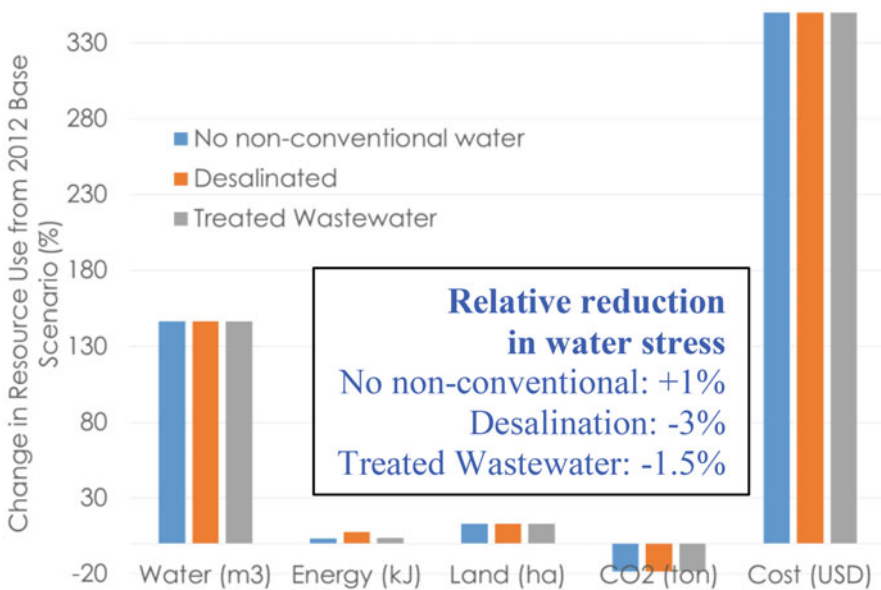 Change in Resource Use from 2012 Base
Scenario (%)
330
280
230
180
130
80
30
-20
No non-conventional water
Desalinated
Treated Wastewater
Relative reduction
in water stress
No non-conventional: +1%
Desalination: -3%
Treated Wastewater: -1.5%
Water (m3) Energy (kJ) Land (ha) CO2 (ton) Cost (USD)